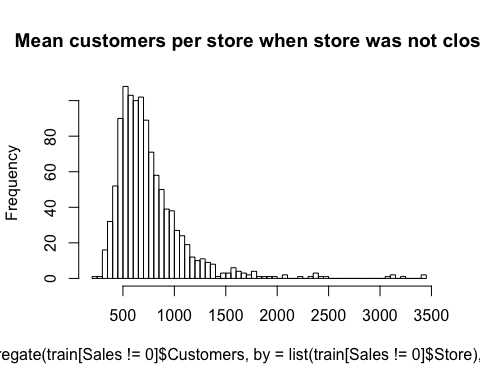 Mean customers per store when store was not clos
Frequency
0 20 40 60 80
500 1000 1500 2000 2500 3000 3500
regate(train[Sales != 0]$Customers, by = list(train[Sales != 0]$Store),